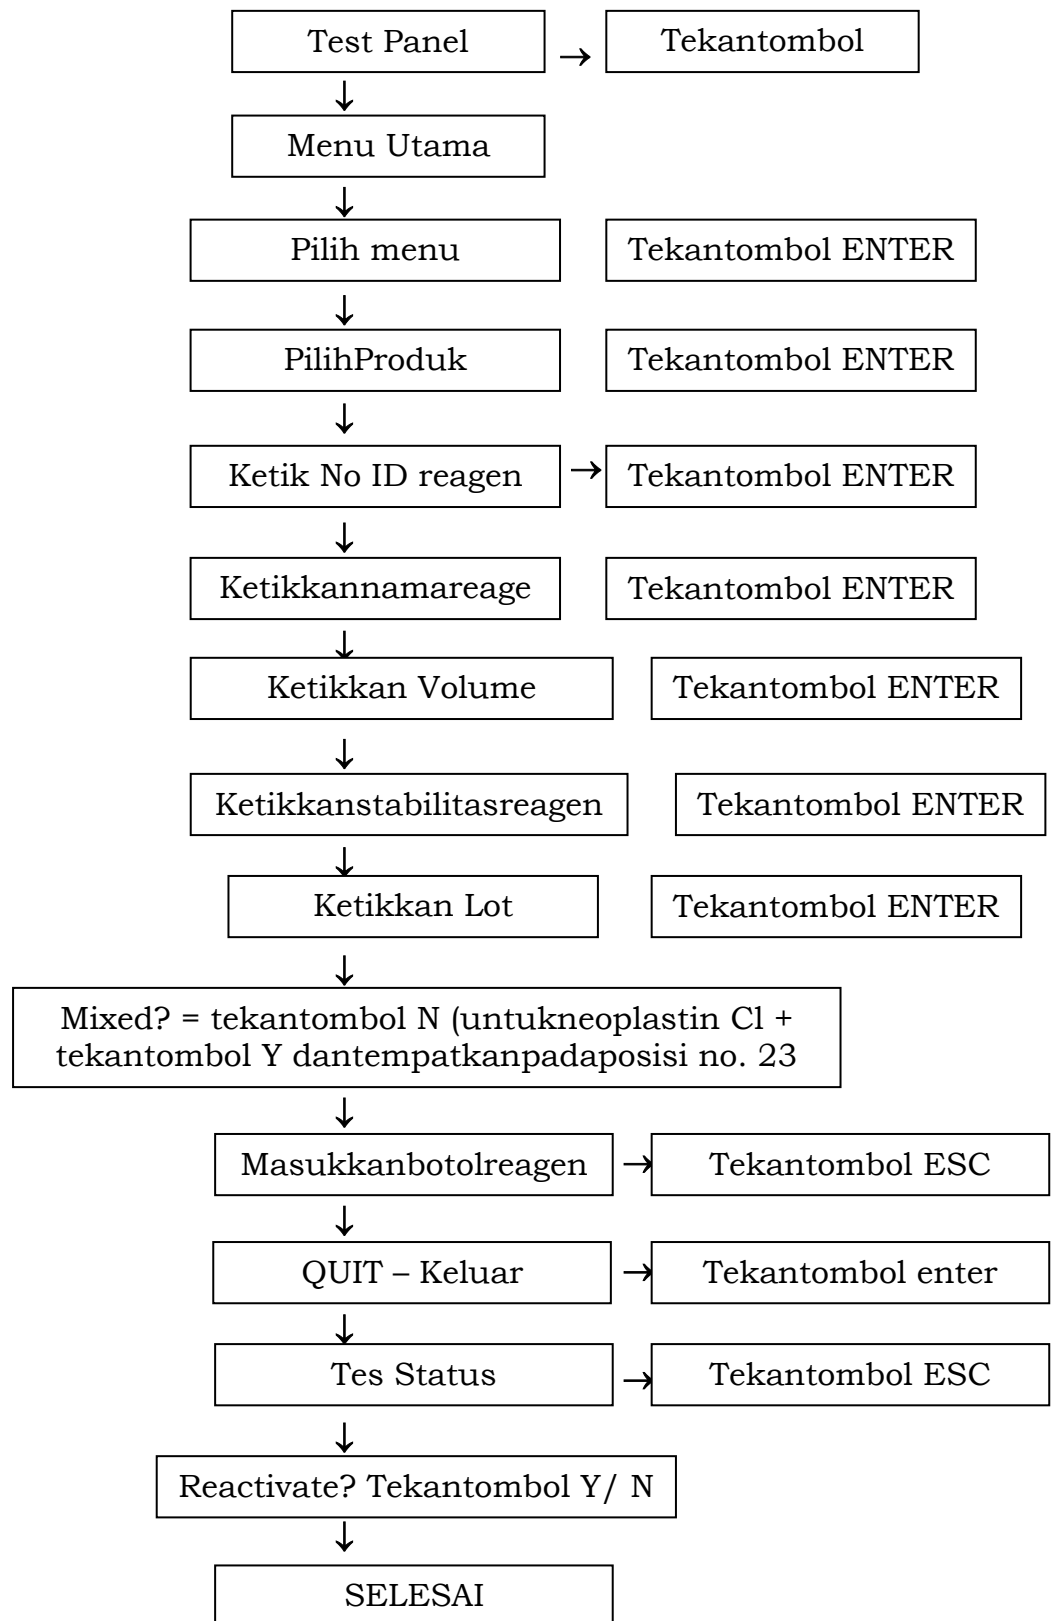 Test Panel
Tekantombol
Menu Utama
Pilih menu
Tekantombol ENTER
PilihProduk
Tekantombol ENTER
Ketik No ID reagen
Tekantombol ENTER
Ketikkannamareage
Tekantombol ENTER
Ketikkan Volume
Tekantombol ENTER
Ketikkanstabilitasreagen
Tekantombol ENTER
Ketikkan Lot
Tekantombol ENTER
Mixed? = tekantombol N (untukneoplastin Cl +
tekantombol Y dantempatkanpadaposisi no. 23
Masukkanbotolreagen
Tekantombol ESC
QUIT – Keluar
Tekantombol enter
Tes Status
Tekantombol ESC
Reactivate? Tekantombol Y/ N
SELESAI